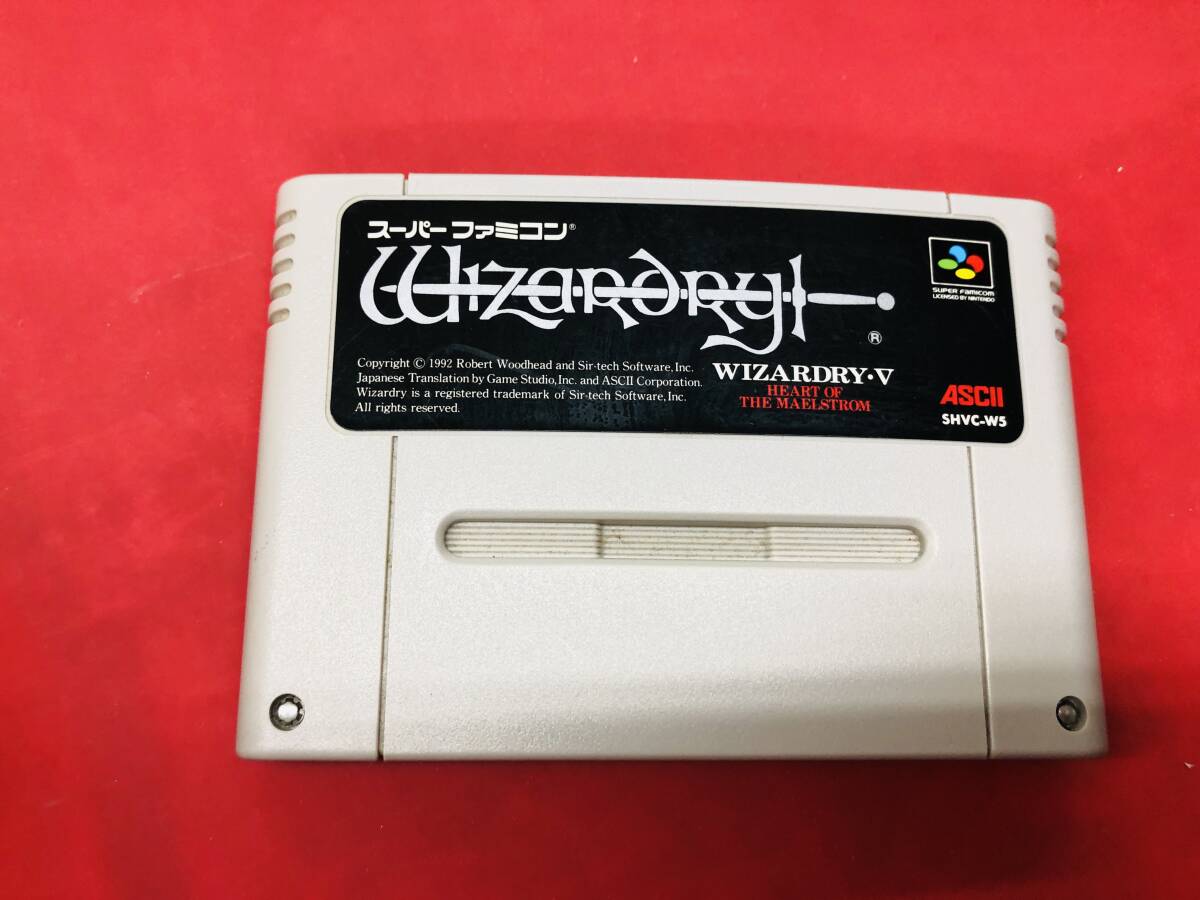 スーパーファミコン®
Wizardry
®
SUPER FAMICOM
LICENSED BY NINTENDO
Copyright © 1992 Robert Woodhead and Sir-tech Software, Inc.
Japanese Translation by Game Studio, Inc. and ASCII Corporation.
Wizardry is a registered trademark of Sir-tech Software, Inc.
All rights reserved.
WIZARDRY·V
HEART OF
THE MAELSTROM
ASCII
SHVC-W5